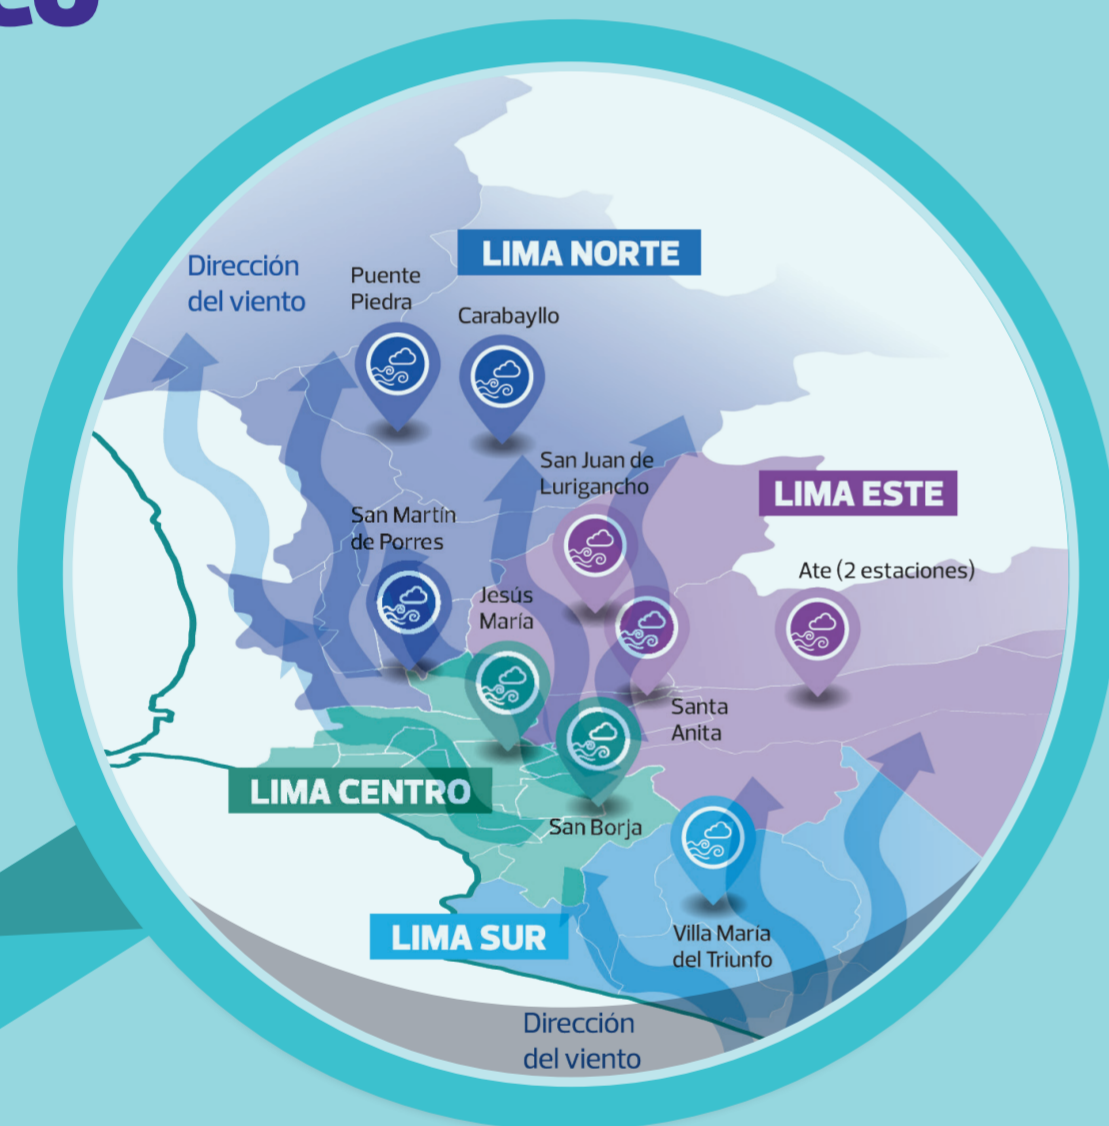 LIMA NORTE
Dirección
del viento
Puente
Piedra
Carabayllo
San Juan de
Lurigancho
LIMA ESTE
San Martín
de Porres
Jesús
María
Ate (2 estaciones)
Santa
Anita
LIMA CENTRO
San Borja
LIMA SUR
Villa María
del Triunfo
Dirección
del viento